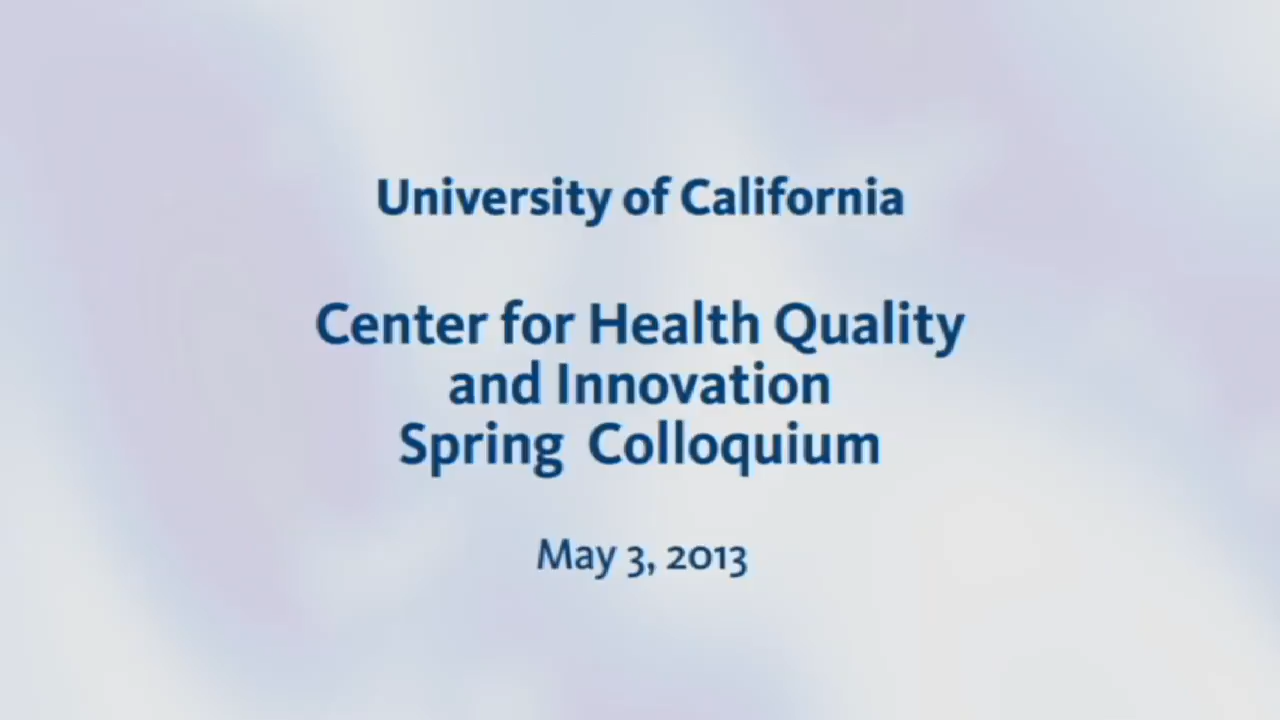 University of California
Center for Health Quality
and Innovation
Spring Colloquium
May 3, 2013